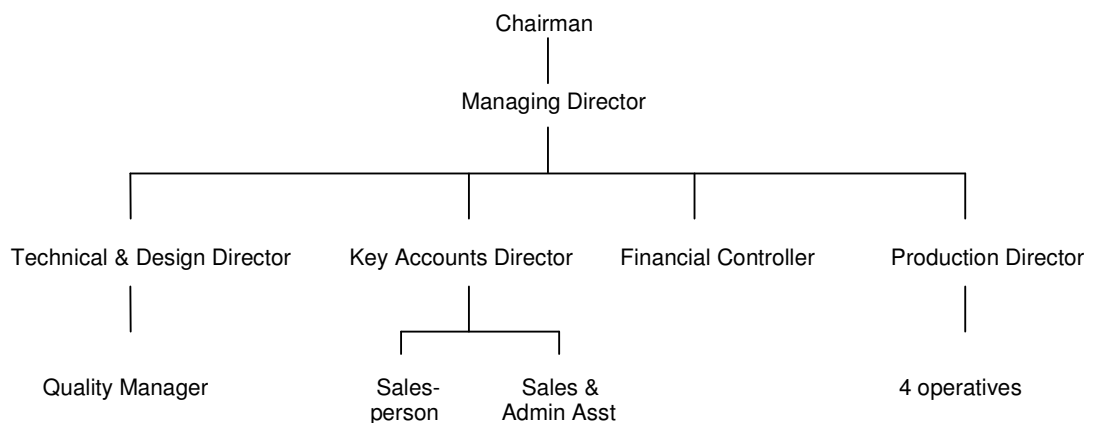 Chairman
Managing Director
Technical & Design Director
Key Accounts Director
Financial Controller
Production Director
Quality Manager
Sales-
person
Sales &
Admin Asst
4 operatives